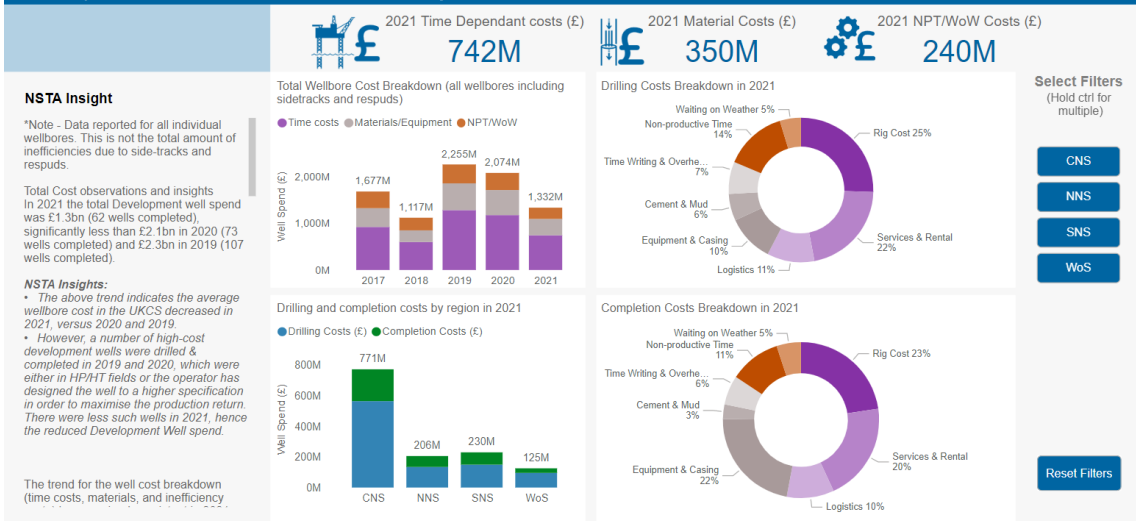 2021 Time Dependant costs (£)
742M
2021 Material Costs (£)
350M
2021 NPT/WoW Costs (£)
240M
NSTA Insight
*Note - Data reported for all individual
wellbores. This is not the total amount of
inefficiencies due to side-tracks and
respuds.
Total Cost observations and insights
In 2021 the total Development well spend
was £1.3bn (62 wells completed),
significantly less than £2.1bn in 2020 (73
wells completed) and £2.3bn in 2019 (107
wells completed).
NSTA Insights:
• The above trend indicates the average
wellbore cost in the UKCS decreased in
2021, versus 2020 and 2019.
• However, a number of high-cost
development wells were drilled &
completed in 2019 and 2020, which were
either in HP/HT fields or the operator has
designed the well to a higher specification
in order to maximise the production return.
There were less such wells in 2021, hence
the reduced Development Well spend.
The trend for the well cost breakdown
(time costs, materials, and inefficiency
Total Wellbore Cost Breakdown (all wellbores including
sidetracks and respuds)
Time costs Materials/Equipment NPT/WoW
Well Spend (£)
2,000M
1,000M
0M
1,677M
1,117M
2,255M
2,074M
1,332M
2017 2018 2019 2020 2021
Drilling Costs Breakdown in 2021
Waiting on Weather 5%
Non-productive Time
14%
Time Writing & Overhe...
7%
Cement & Mud
6%
Equipment & Casing
10%
Logistics 11%
Services & Rental
22%
Rig Cost 25%
Drilling and completion costs by region in 2021
Drilling Costs (£) Completion Costs (£)
Well Spend (£)
800M
600M
400M
200M
0M
771M
206M
230M
125M
CNS NNS SNS WoS
Completion Costs Breakdown in 2021
Waiting on Weather 5%
Non-productive Time
11%
Time Writing & Overhe...
6%
Cement & Mud
3%
Equipment & Casing
22%
Logistics 10%
Services & Rental
20%
Rig Cost 23%
Select Filters
(Hold ctrl for
multiple)
CNS
NNS
SNS
WoS
Reset Filters